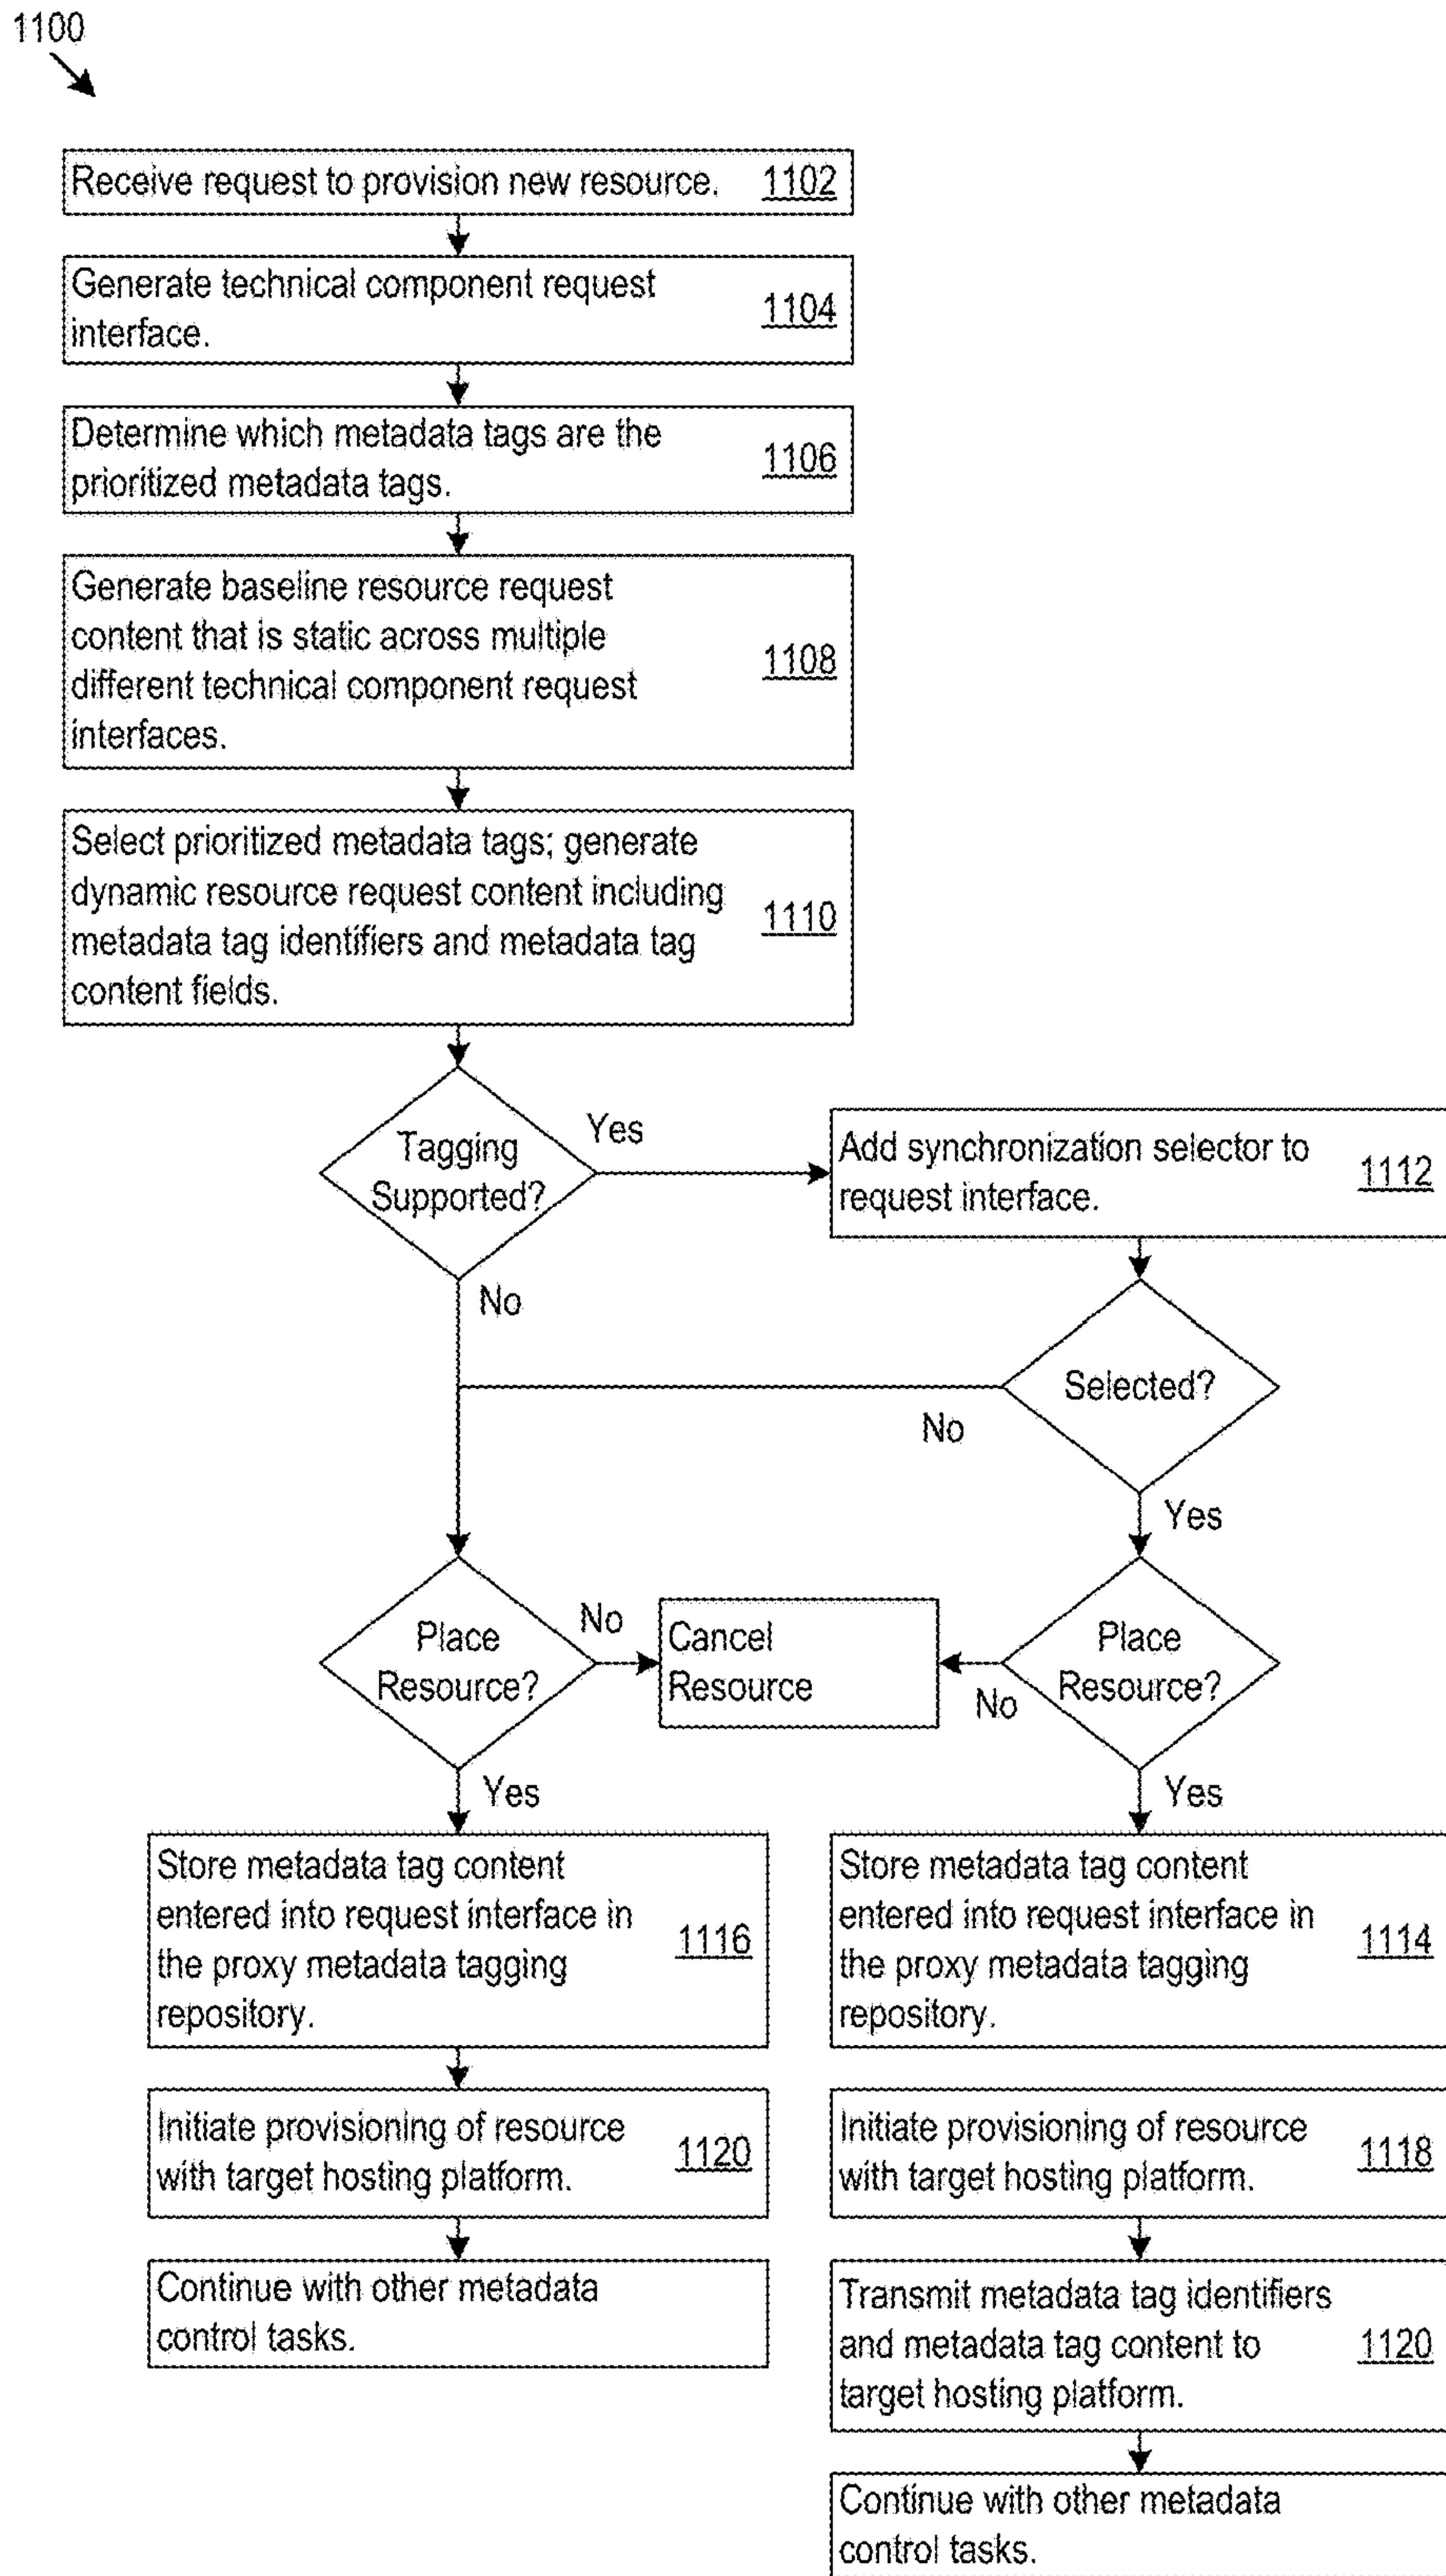 1100
Receive request to provision new resource. 1102
Generate technical component request
interface.
1104
Determine which metadata tags are the
prioritized metadata tags.
1106
Generate baseline resource request
content that is static across multiple
different technical component request
interfaces.
1108
Select prioritized metadata tags; generate
dynamic resource request content including
metadata tag identifiers and metadata tag
content fields.
1110
Tagging
Supported?
Yes
No
Add synchronization selector to
request interface.
1112
Selected?
No
Yes
Place
Resource?
No
Yes
Cancel
Resource
Place
Resource?
No
Yes
Store metadata tag content
entered into request interface in
the proxy metadata tagging
repository.
1116
Store metadata tag content
entered into request interface in
the proxy metadata tagging
repository.
1114
Initiate provisioning of resource
with target hosting platform.
1120
Initiate provisioning of resource
with target hosting platform.
1118
Continue with other metadata
control tasks.
Transmit metadata tag identifiers
and metadata tag content to
target hosting platform.
1120
Continue with other metadata
control tasks.